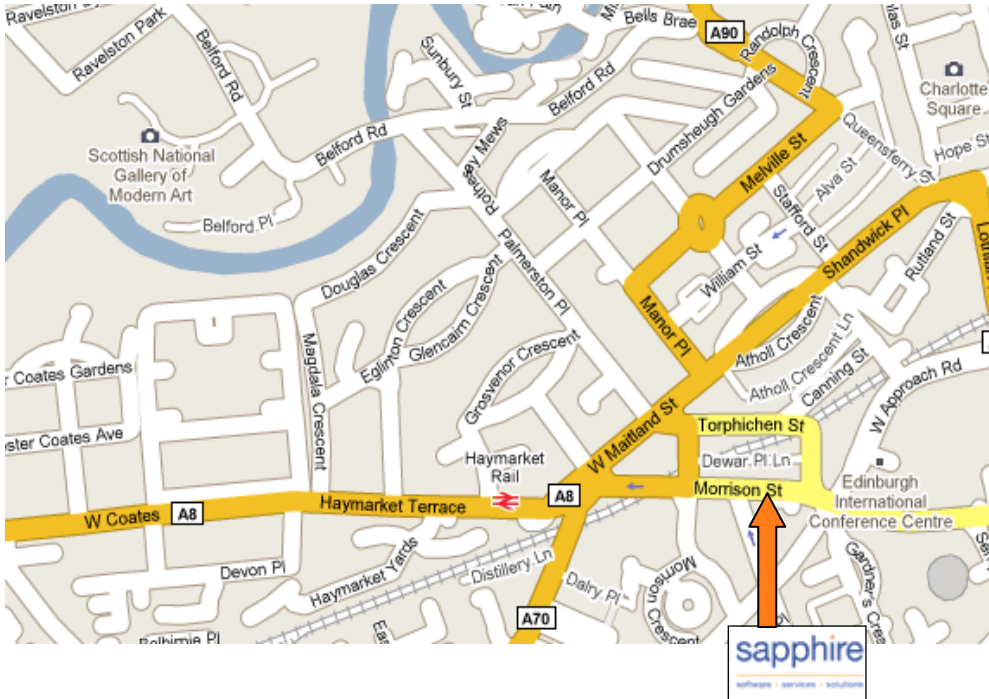 Ravelston
Ravelston Park
Belford Rd
Sunbury St
Bells Brae
A90
Randolph Crescent
Charlotte
Square
Scottish National
Gallery of
Modern Art
Belford Rd
Belford Rd
Drumsheugh Gardens
Queensferry St
Hope St
Melville St
Alva St
Manor Pl
Stafford St
Belford Pl
Palmerston Pl
Shandwick Pl
Rutland St
Douglas Crescent
William St
Eglinton Crescent
Glencairn Crescent
Manor Pl
Atholl Crescent
Atholl Crescent Ln
Canning St
W Approach Rd
Coates Gardens
Magdala Crescent
Grosvenor Crescent
W Maitland St
Torphichen St
Coates Ave
Haymarket
Rail
Dewar Pl Ln
Morrison St
Edinburgh
International
Conference Centre
A8
W Coates
A8
Haymarket Terrace
Distillery Ln
Devon Pl
Haymarket Yards
Dalry Pl
Morrison Crescent
Gardner's Cres
A70
sapphire
software - services - solutions